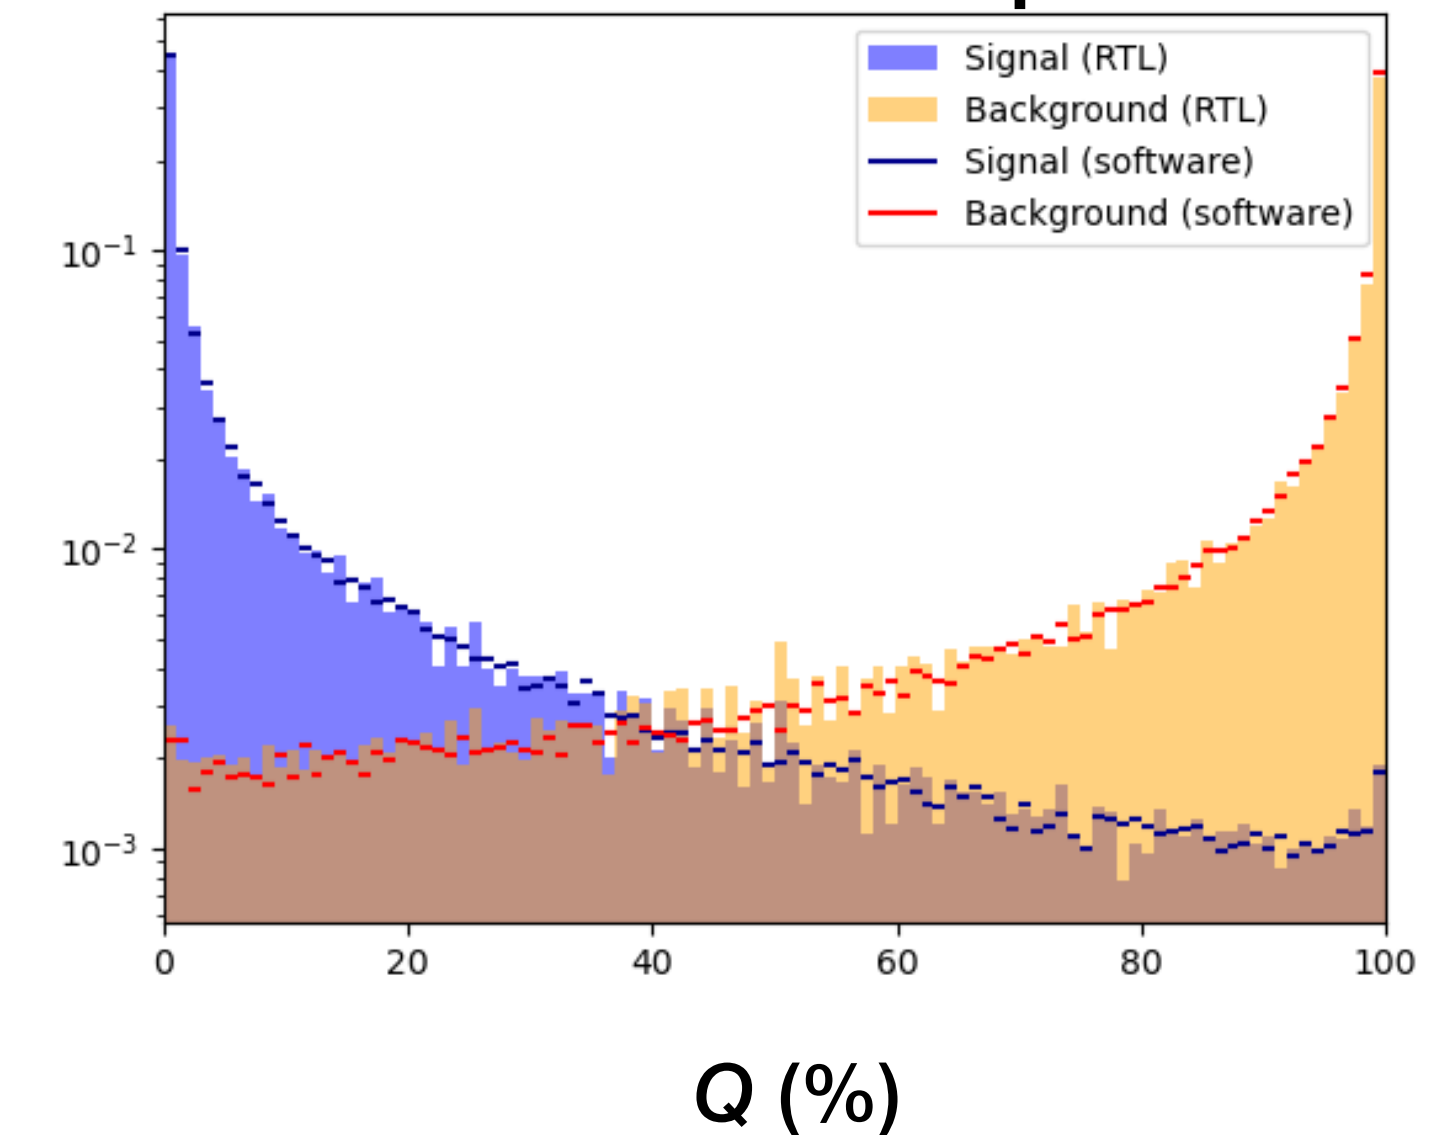 Signal (RTL)
Background (RTL)
Signal (software)
Background (software)
10⁻¹
10⁻²
10⁻³
0 20 40 60 80 100
Q (%)